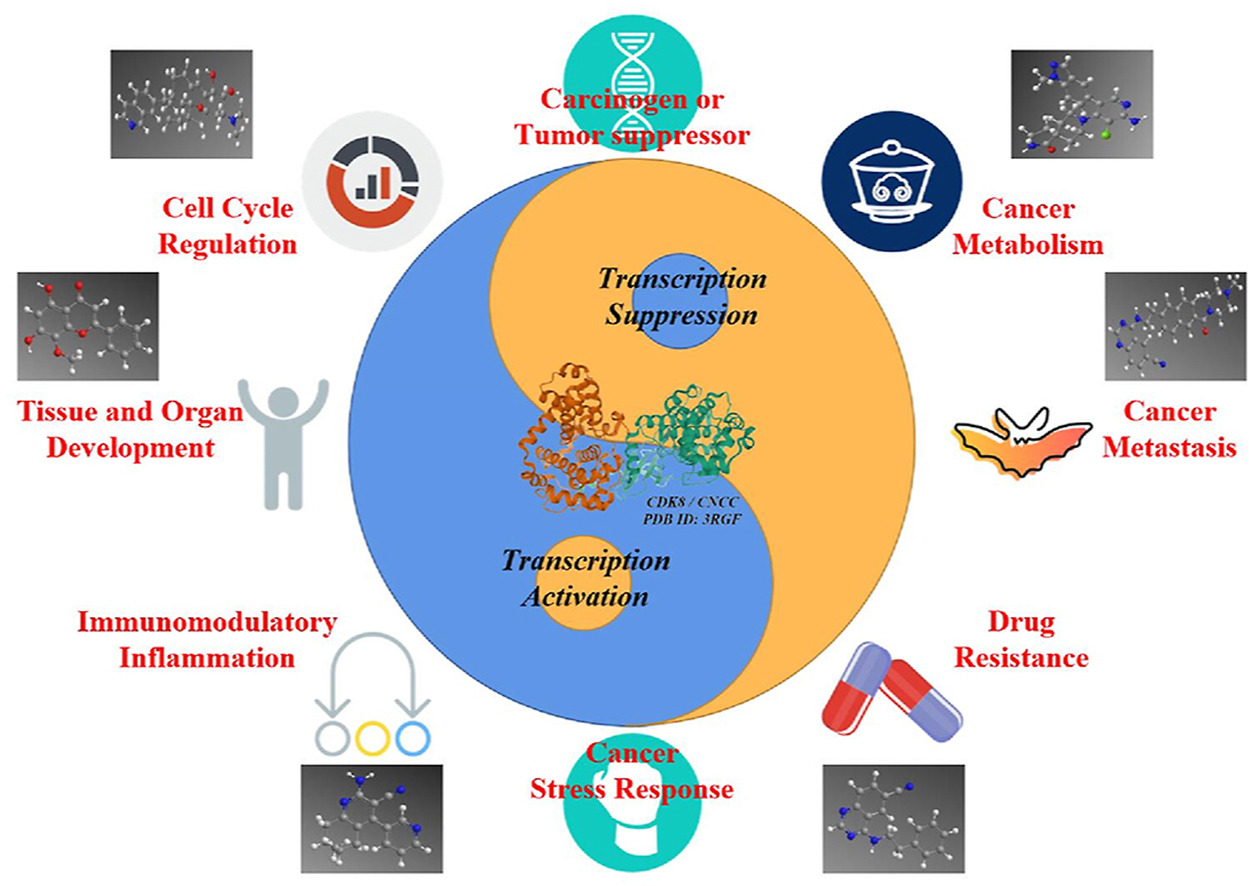 Carcinogen or
Tumor suppressor
Cell Cycle
Regulation
Cancer
Metabolism
Transcription
Suppression
Tissue and Organ
Development
Cancer
Metastasis
CDK8 / CNCC
PDB ID: 3RGF
Transcription
Activation
Immunomodulatory
Inflammation
Drug
Resistance
Cancer
Stress Response